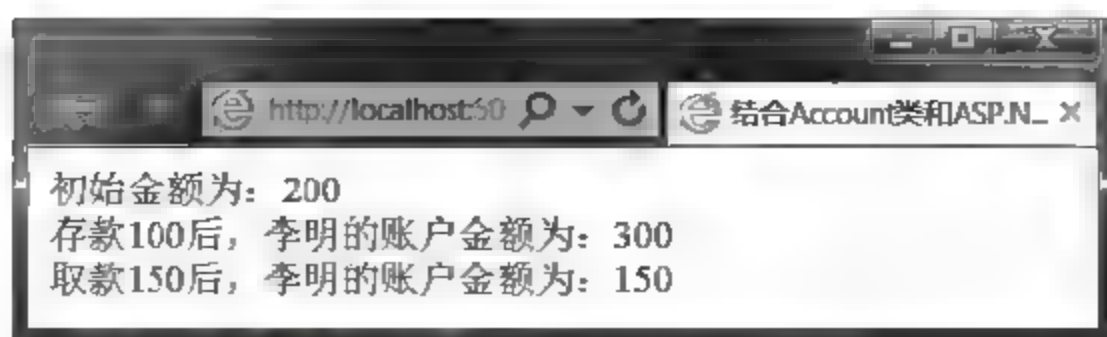 http://localhost:50
结合Account类和ASP.N...
初始金额为：200
存款100后，李明的账户金额为：300
取款150后，李明的账户金额为：150